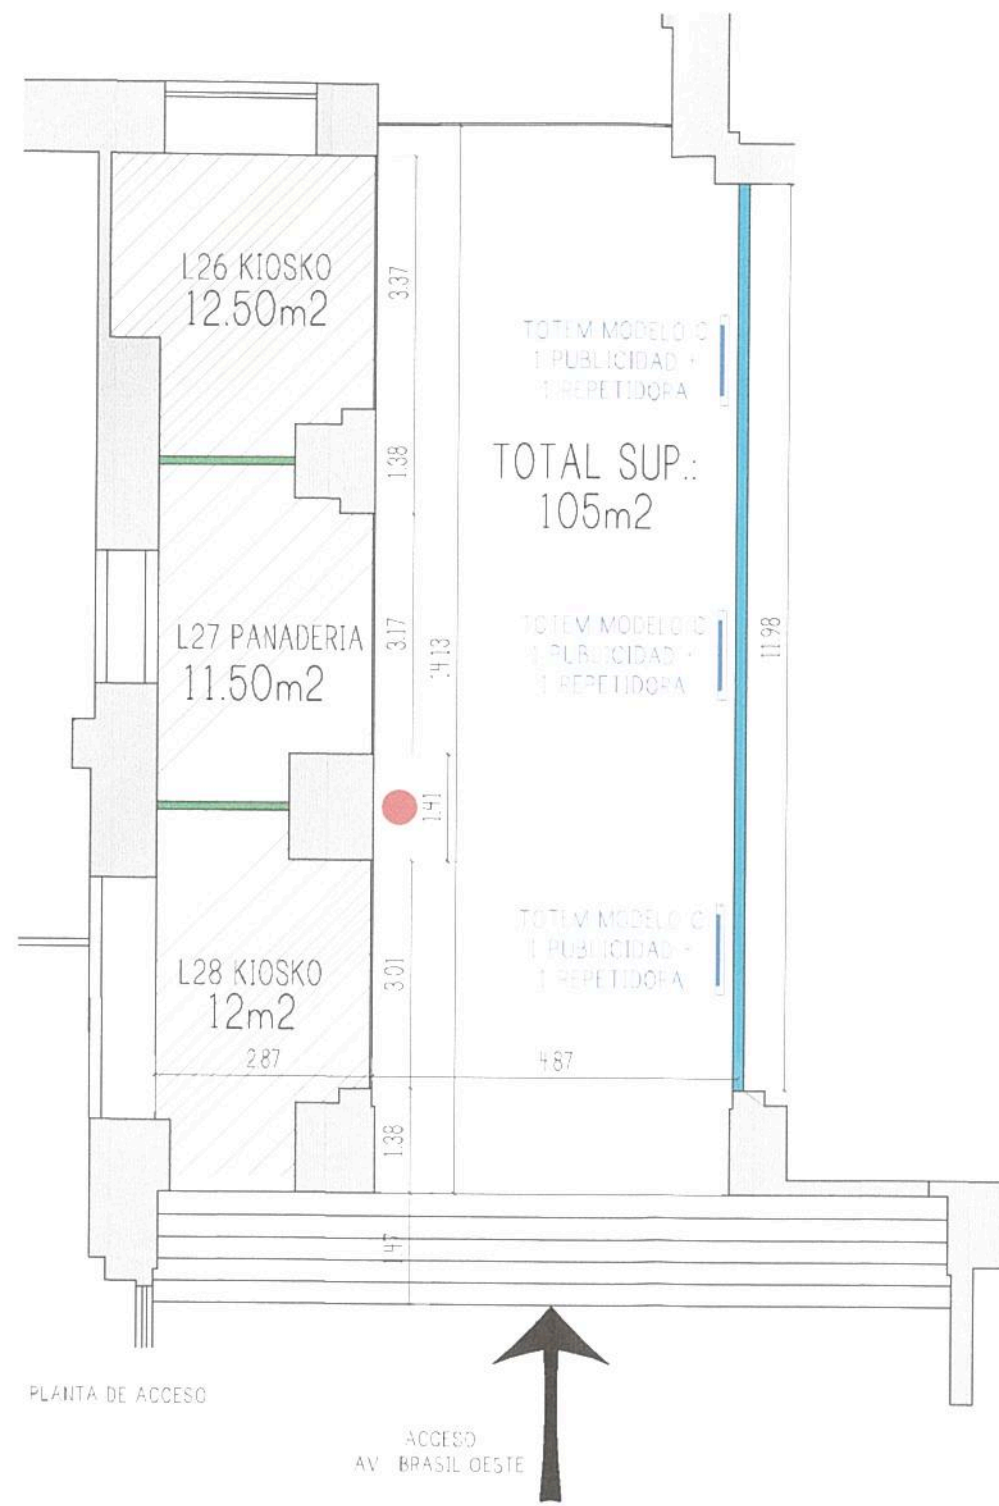 L26 KIOSKO
12.50m2
3.37
TOTEM MODELO C
1 PUBLICIDAD +
1 REPETIDORA
1.38
TOTAL SUP.:
105m2
L27 PANADERIA
11.50m2
3.17
14.13
TOTEM MODELO C
1 PUBLICIDAD +
1 REPETIDORA
11.98
1.41
L28 KIOSKO
12m2
3.01
TOTEM MODELO C
1 PUBLICIDAD +
1 REPETIDORA
2.87
4.87
1.38
PLANTA DE ACCESO
ACCESO
AV. BRASIL OESTE